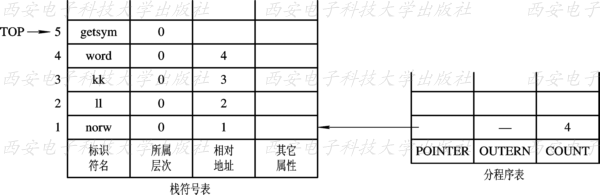 西安电子科技大学出版社
TOP 5 getsym 0
4 word 0 4
3 kk 0 3
2 ll 0 2
1 norw 0 1
标识符名 所属层次 相对地址 其它属性
栈符号表
— 4
POINTER OUTERN COUNT
分程序表